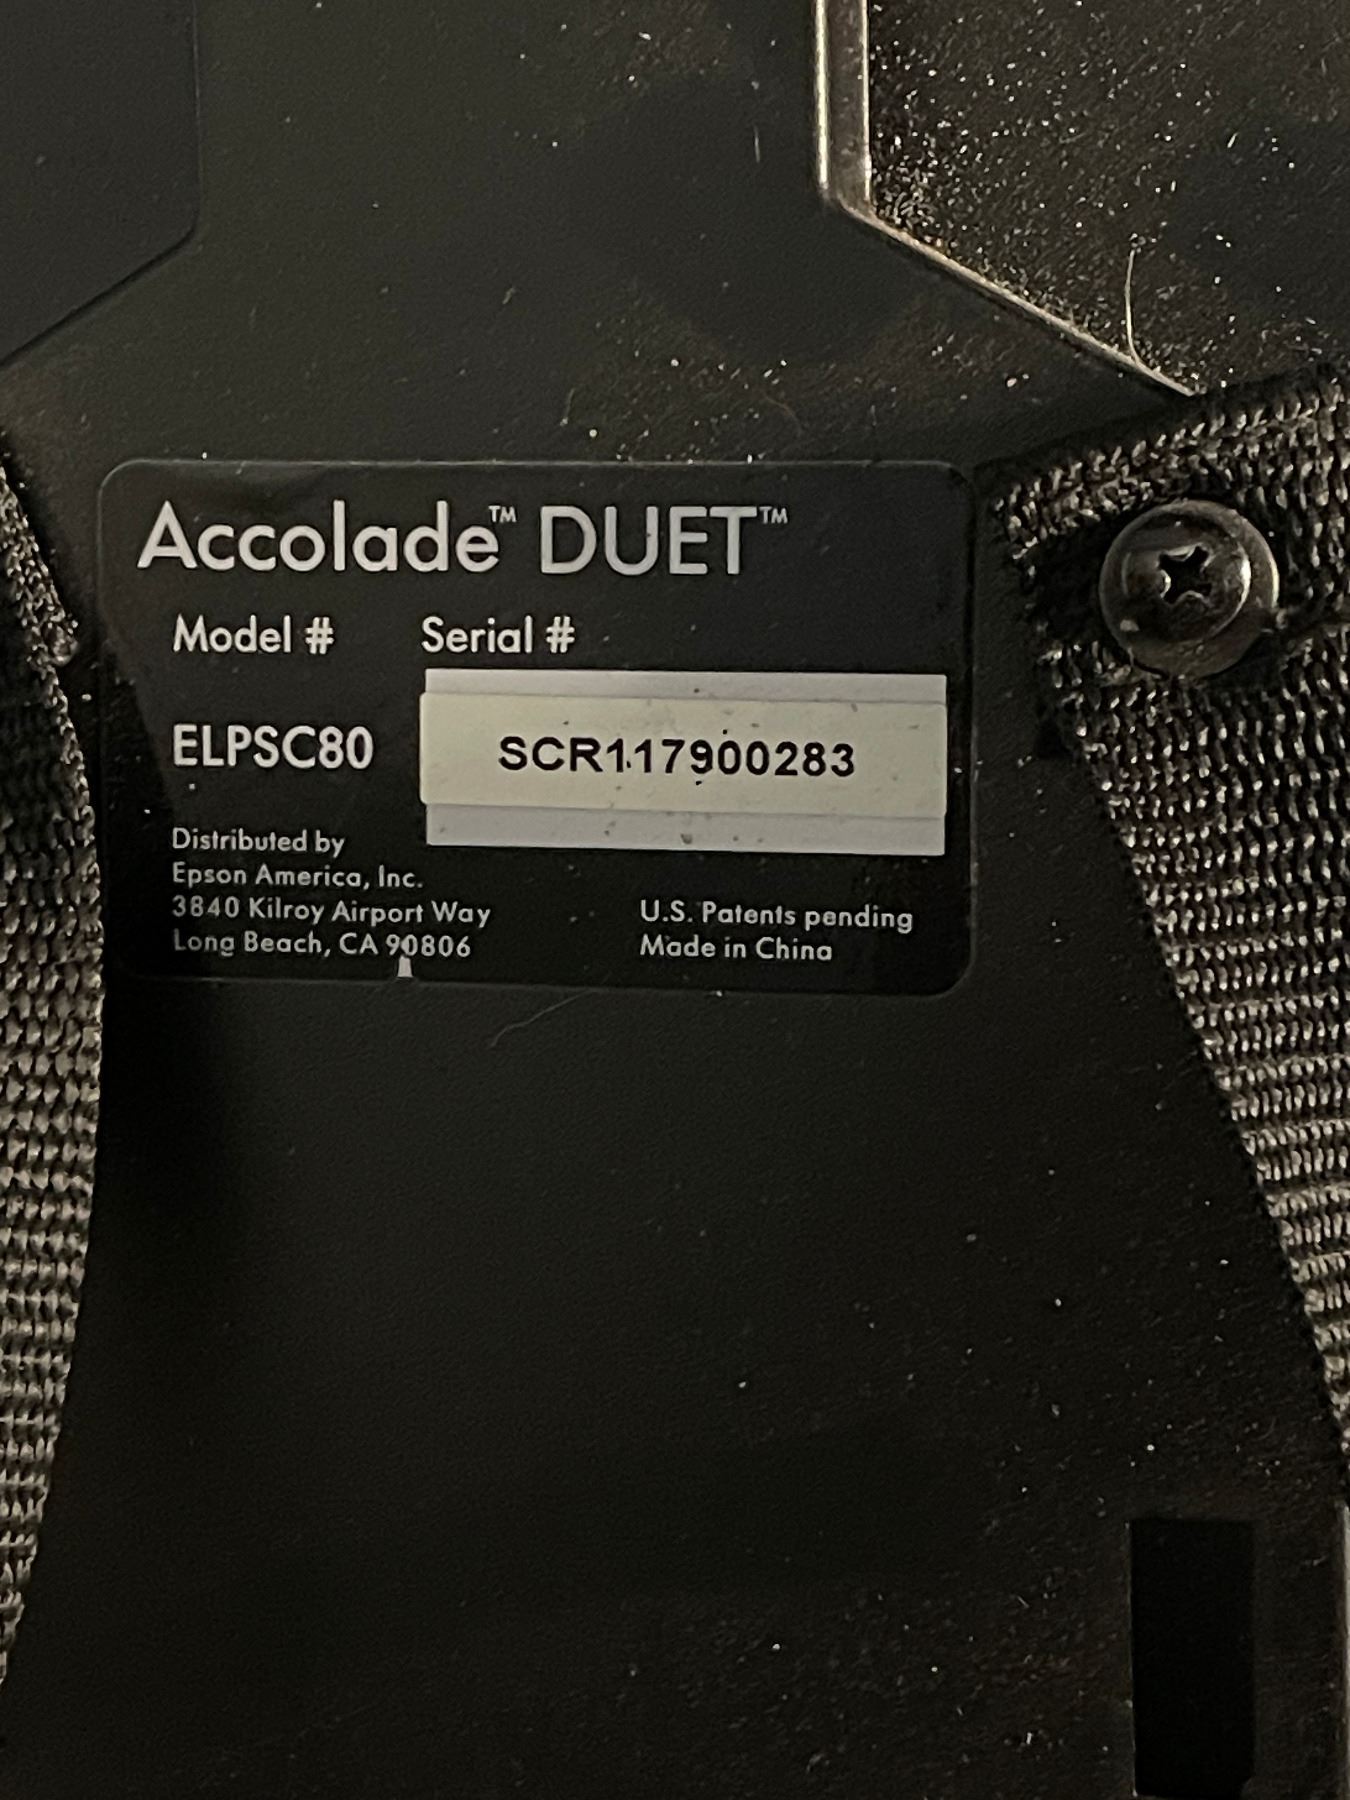 Accolade™ DUET™
Model # Serial #
ELPSC80 SCR117900283
Distributed by
Epson America, Inc.
3840 Kilroy Airport Way
Long Beach, CA 90806
U.S. Patents pending
Made in China